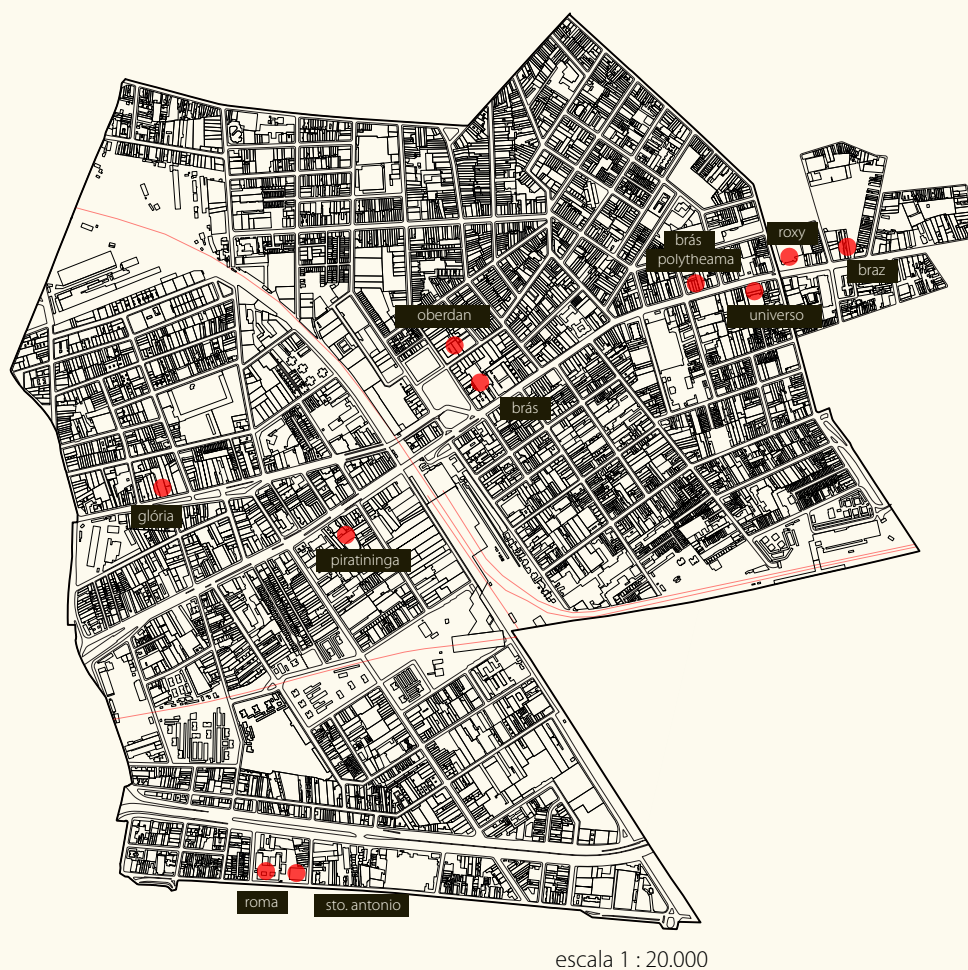 roxy
brás
polytheama
braz
oberdan
universo
brás
glória
piratininga
roma
sto. antonio
escala 1 : 20.000